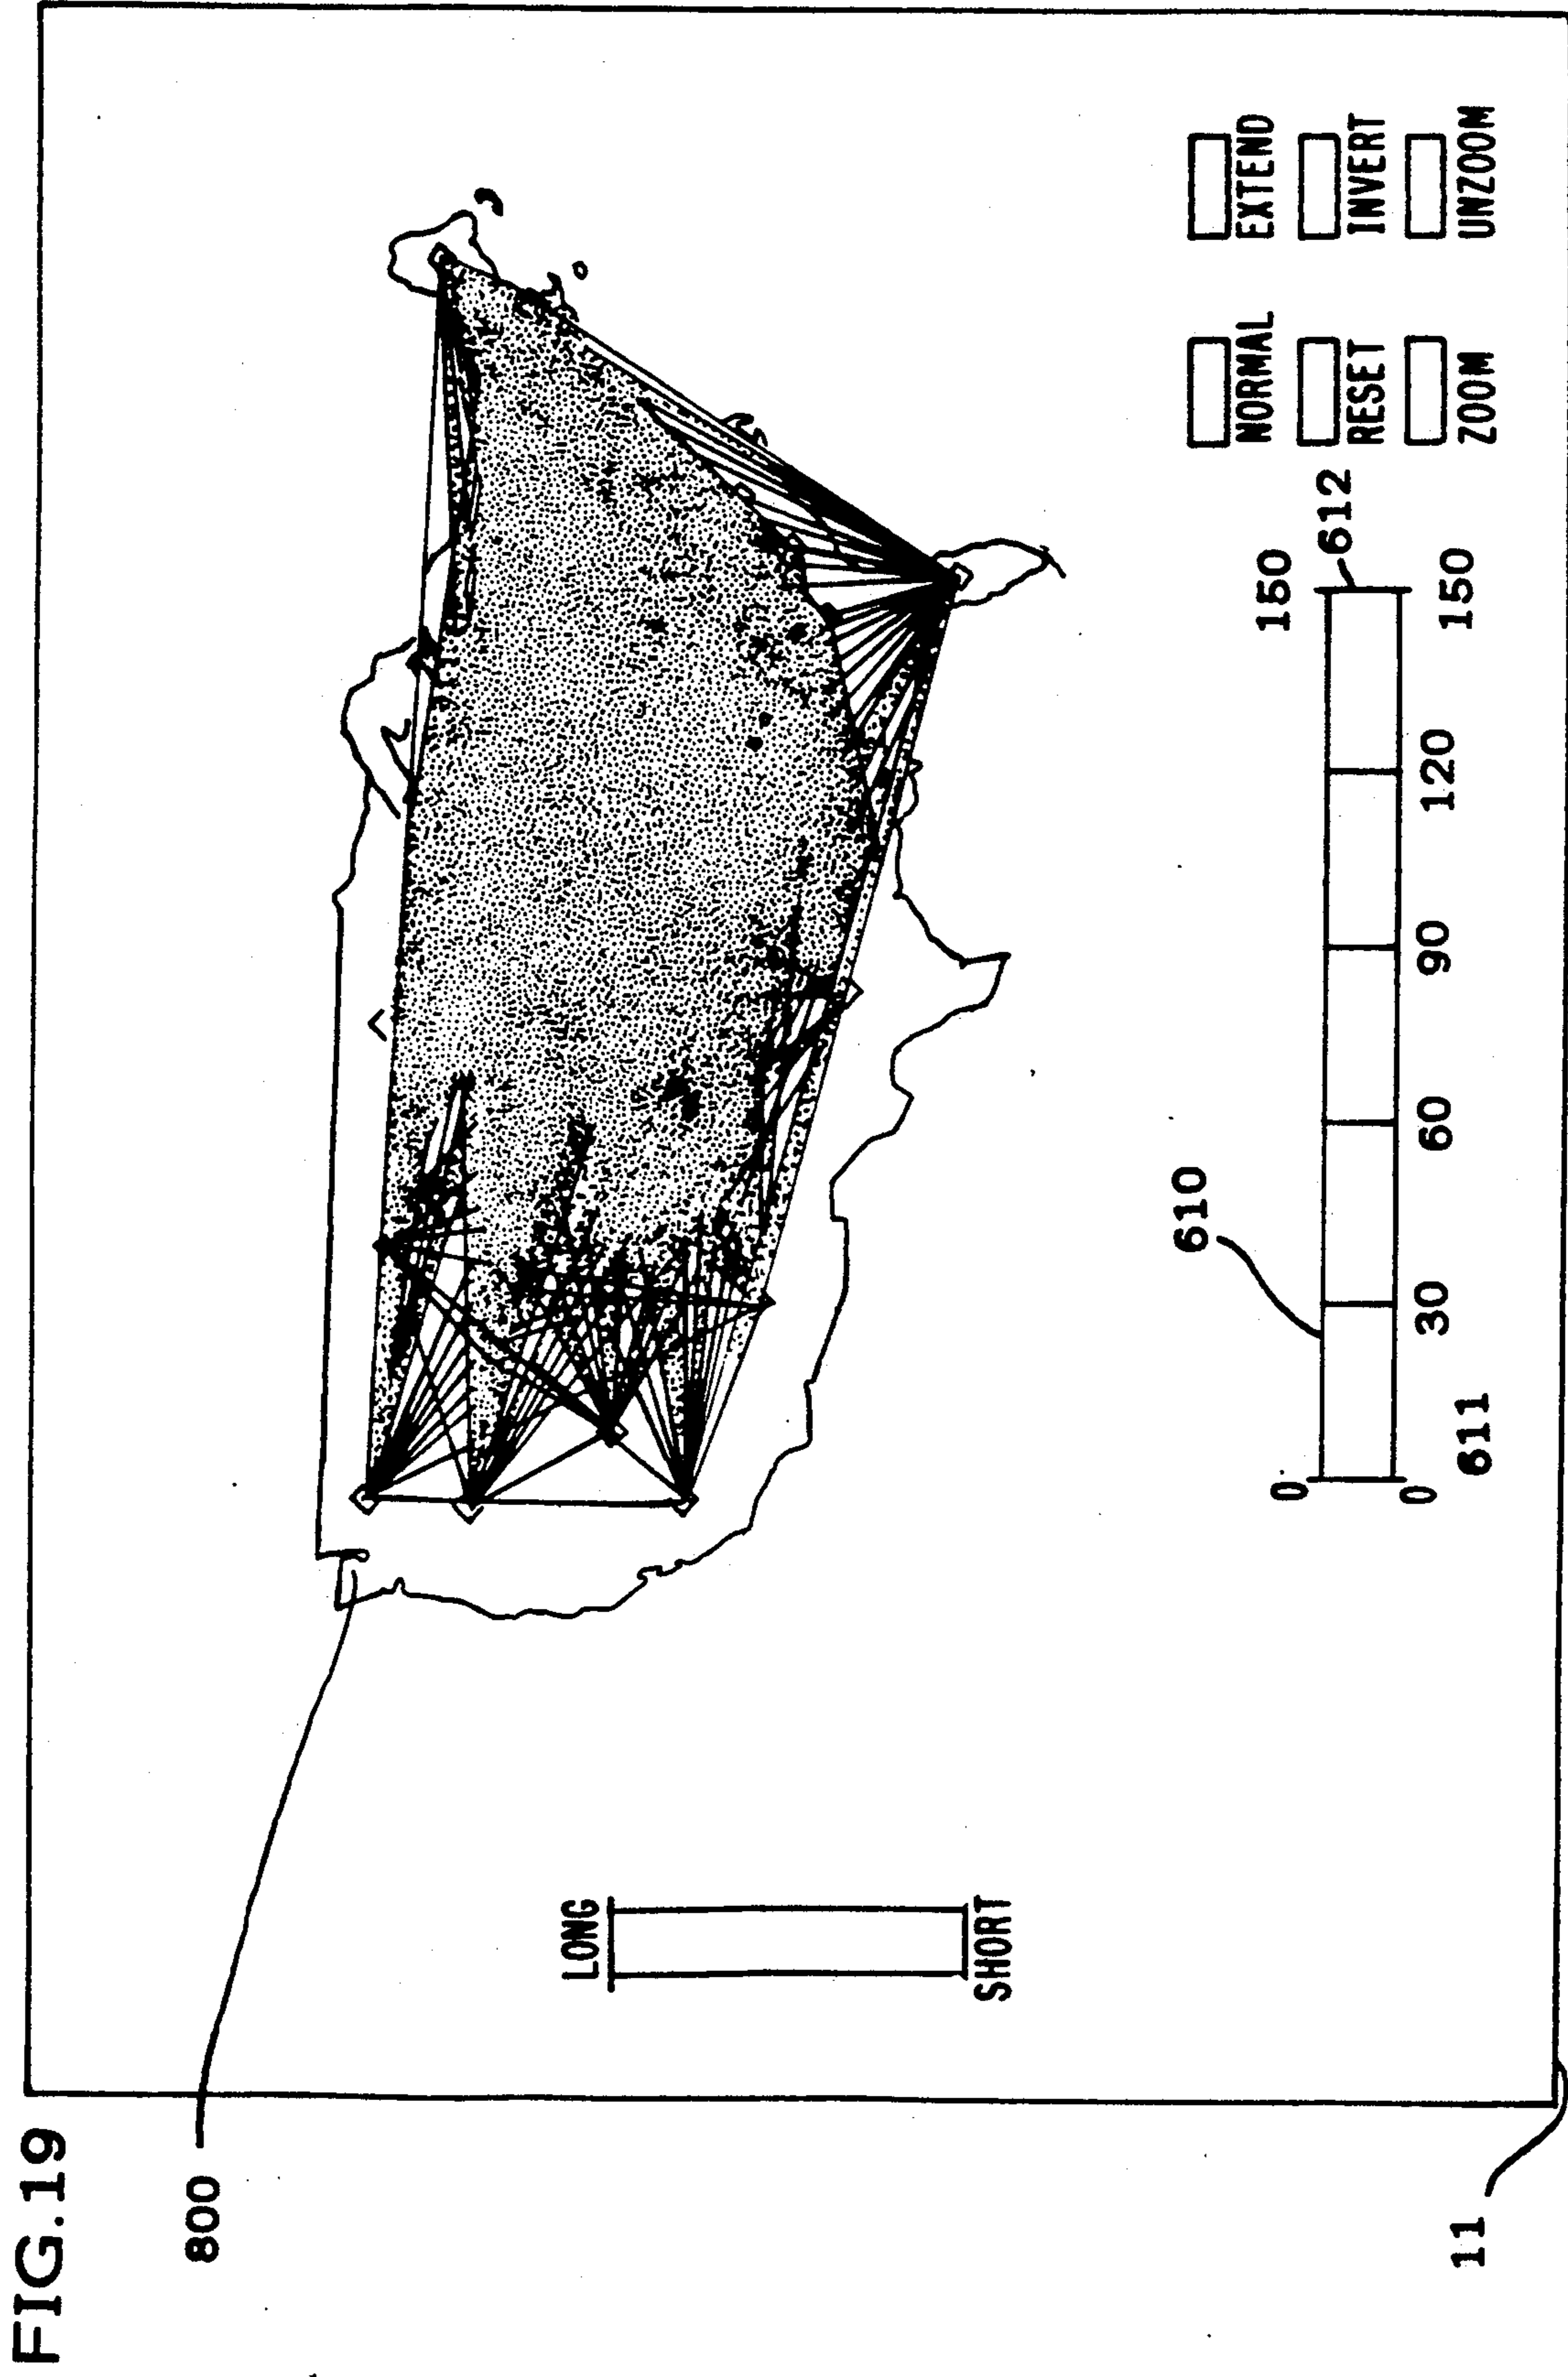 FIG.19
800
LONG
SHORT
NORMAL
EXTEND
RESET
INVERT
ZOOM
UNZOOM
610
0
150
612
0
30
60
90
120
150
611
11